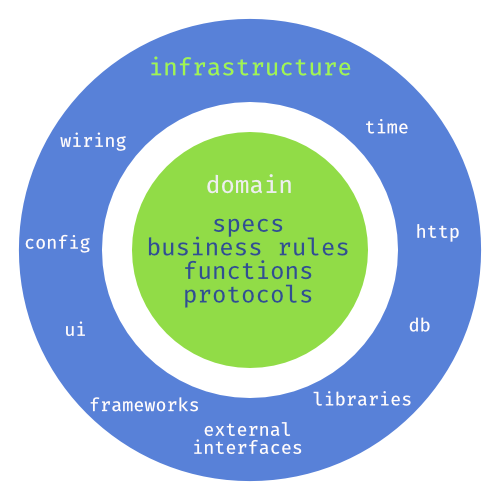 infrastructure
time
wiring
domain
specs
http
config
business rules
functions
protocols
db
ui
libraries
frameworks
external
interfaces